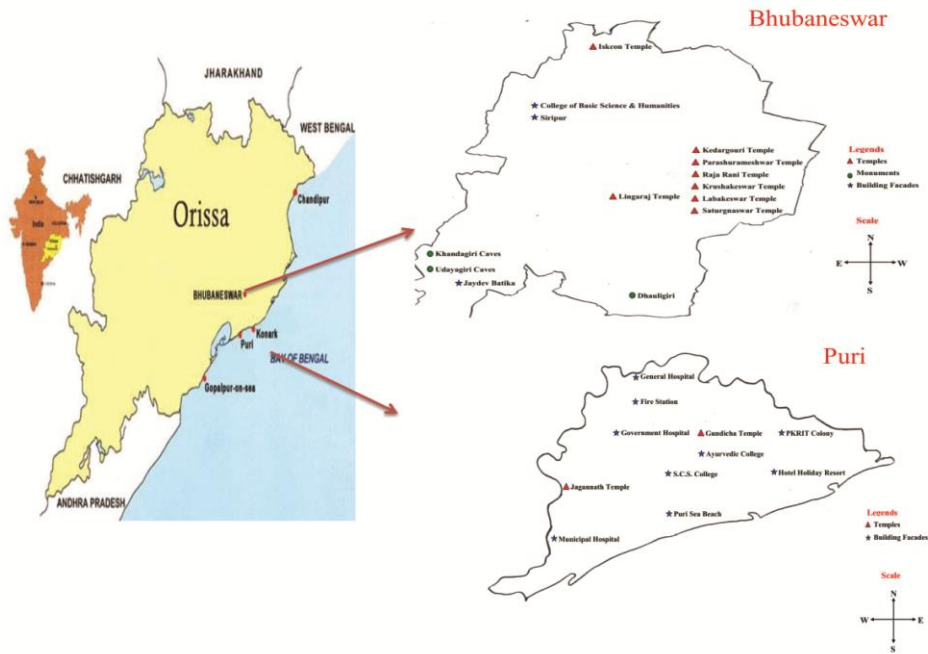 Bhubaneswar
JHARKHAND
WEST BENGAL
CHHATISHGARH
Orissa
Chandipur
India
BHUBANESWAR
Konark
Puri
BAY OF BENGAL
Gopalpur-on-sea
ANDHRA PRADESH
Iskcon Temple
College of Basic Science & Humanities
Siripur
Kedargouri Temple
Parashurameshwar Temple
Raja Rani Temple
Krushakeswar Temple
Lingaraj Temple
Labakeswar Temple
Saturgnaswar Temple
Khandagiri Caves
Udayagiri Caves
Jaydev Batika
Dhauligiri
Legends
Temples
Monuments
Building Facades
Scale
N
E W
S
Puri
General Hospital
Fire Station
Government Hospital
Gundicha Temple
PKRIT Colony
Ayurvedic College
S.C.S. College
Hotel Holiday Resort
Jagannath Temple
Puri Sea Beach
Municipal Hospital
Legends
Temples
Building Facades
Scale
N
W E
S